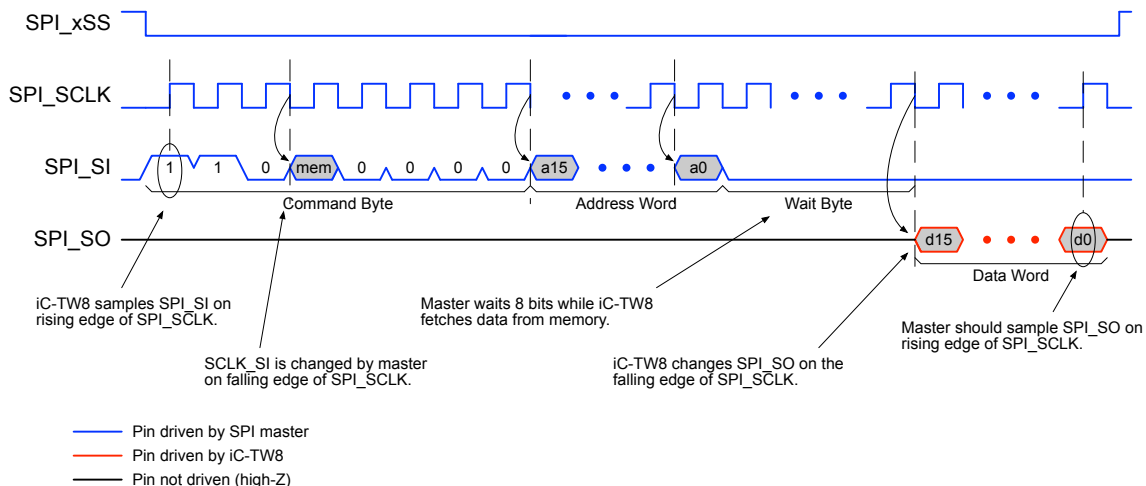 SPI_xSS
SPI_SCLK
SPI_SI
1 1 0 mem 0 0 0 0 a15 a0
Command Byte Address Word Wait Byte
SPI_SO
d15 d0
Data Word
iC-TW8 samples SPI_SI on
rising edge of SPI_SCLK.
SCLK_SI is changed by master
on falling edge of SPI_SCLK.
Master waits 8 bits while iC-TW8
fetches data from memory.
iC-TW8 changes SPI_SO on the
falling edge of SPI_SCLK.
Master should sample SPI_SO on
rising edge of SPI_SCLK.
Pin driven by SPI master
Pin driven by iC-TW8
Pin not driven (high-Z)